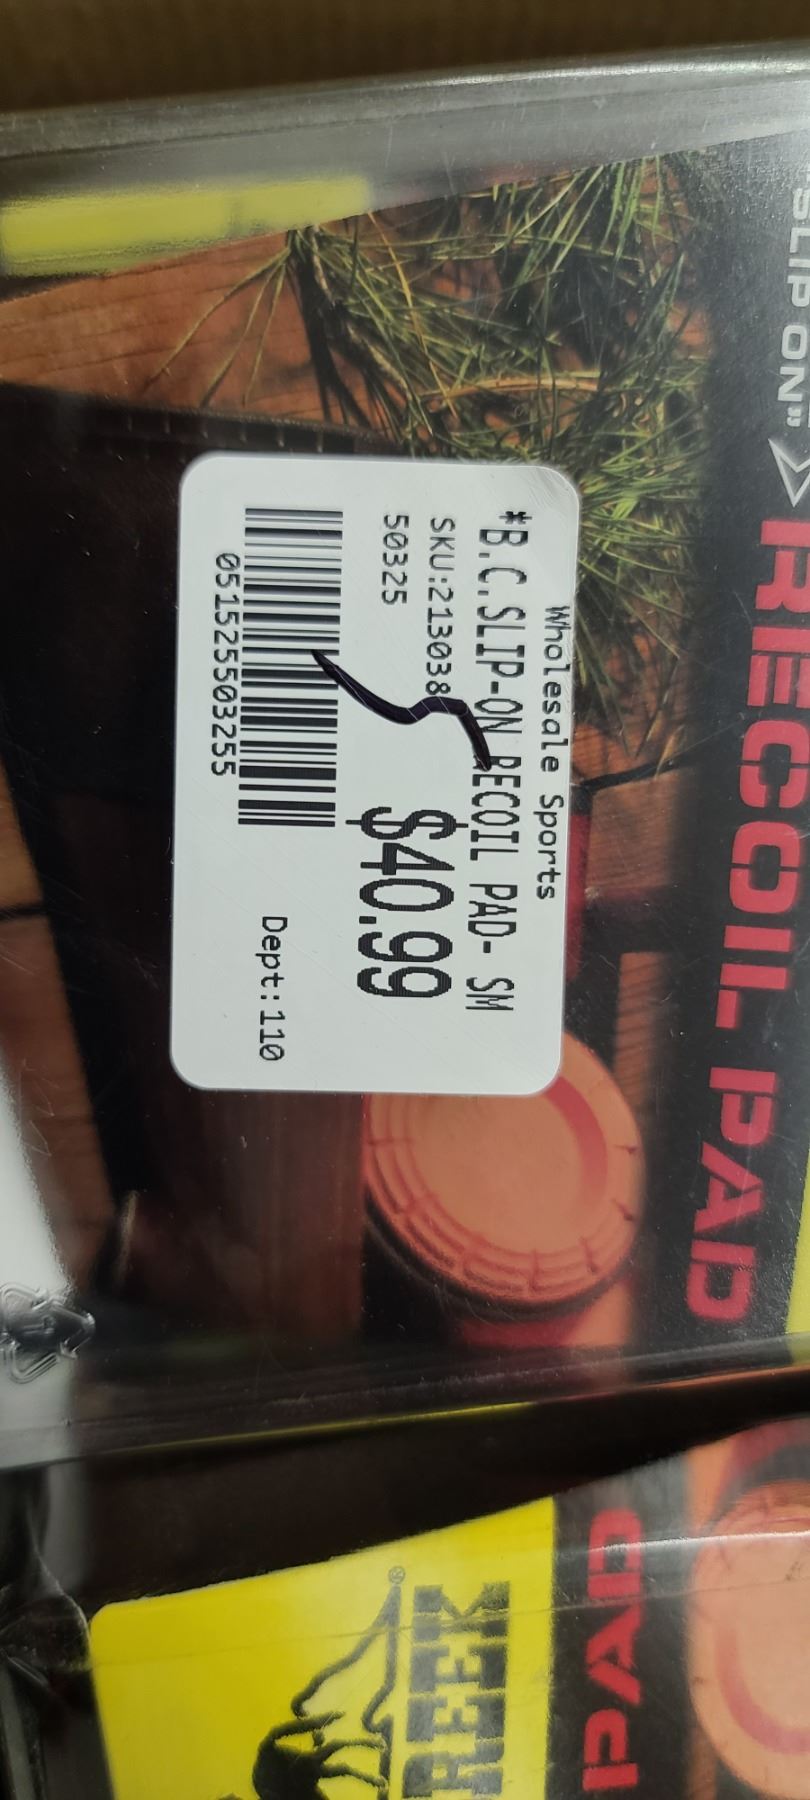 SLIP ON"
RECOIL PAD
Wholesale Sports
*B.C.SLIP-ON RECOIL PAD- SM
SKU:213038
50325
$40.99
051525503255
Dept:110
PAD
REEK
®